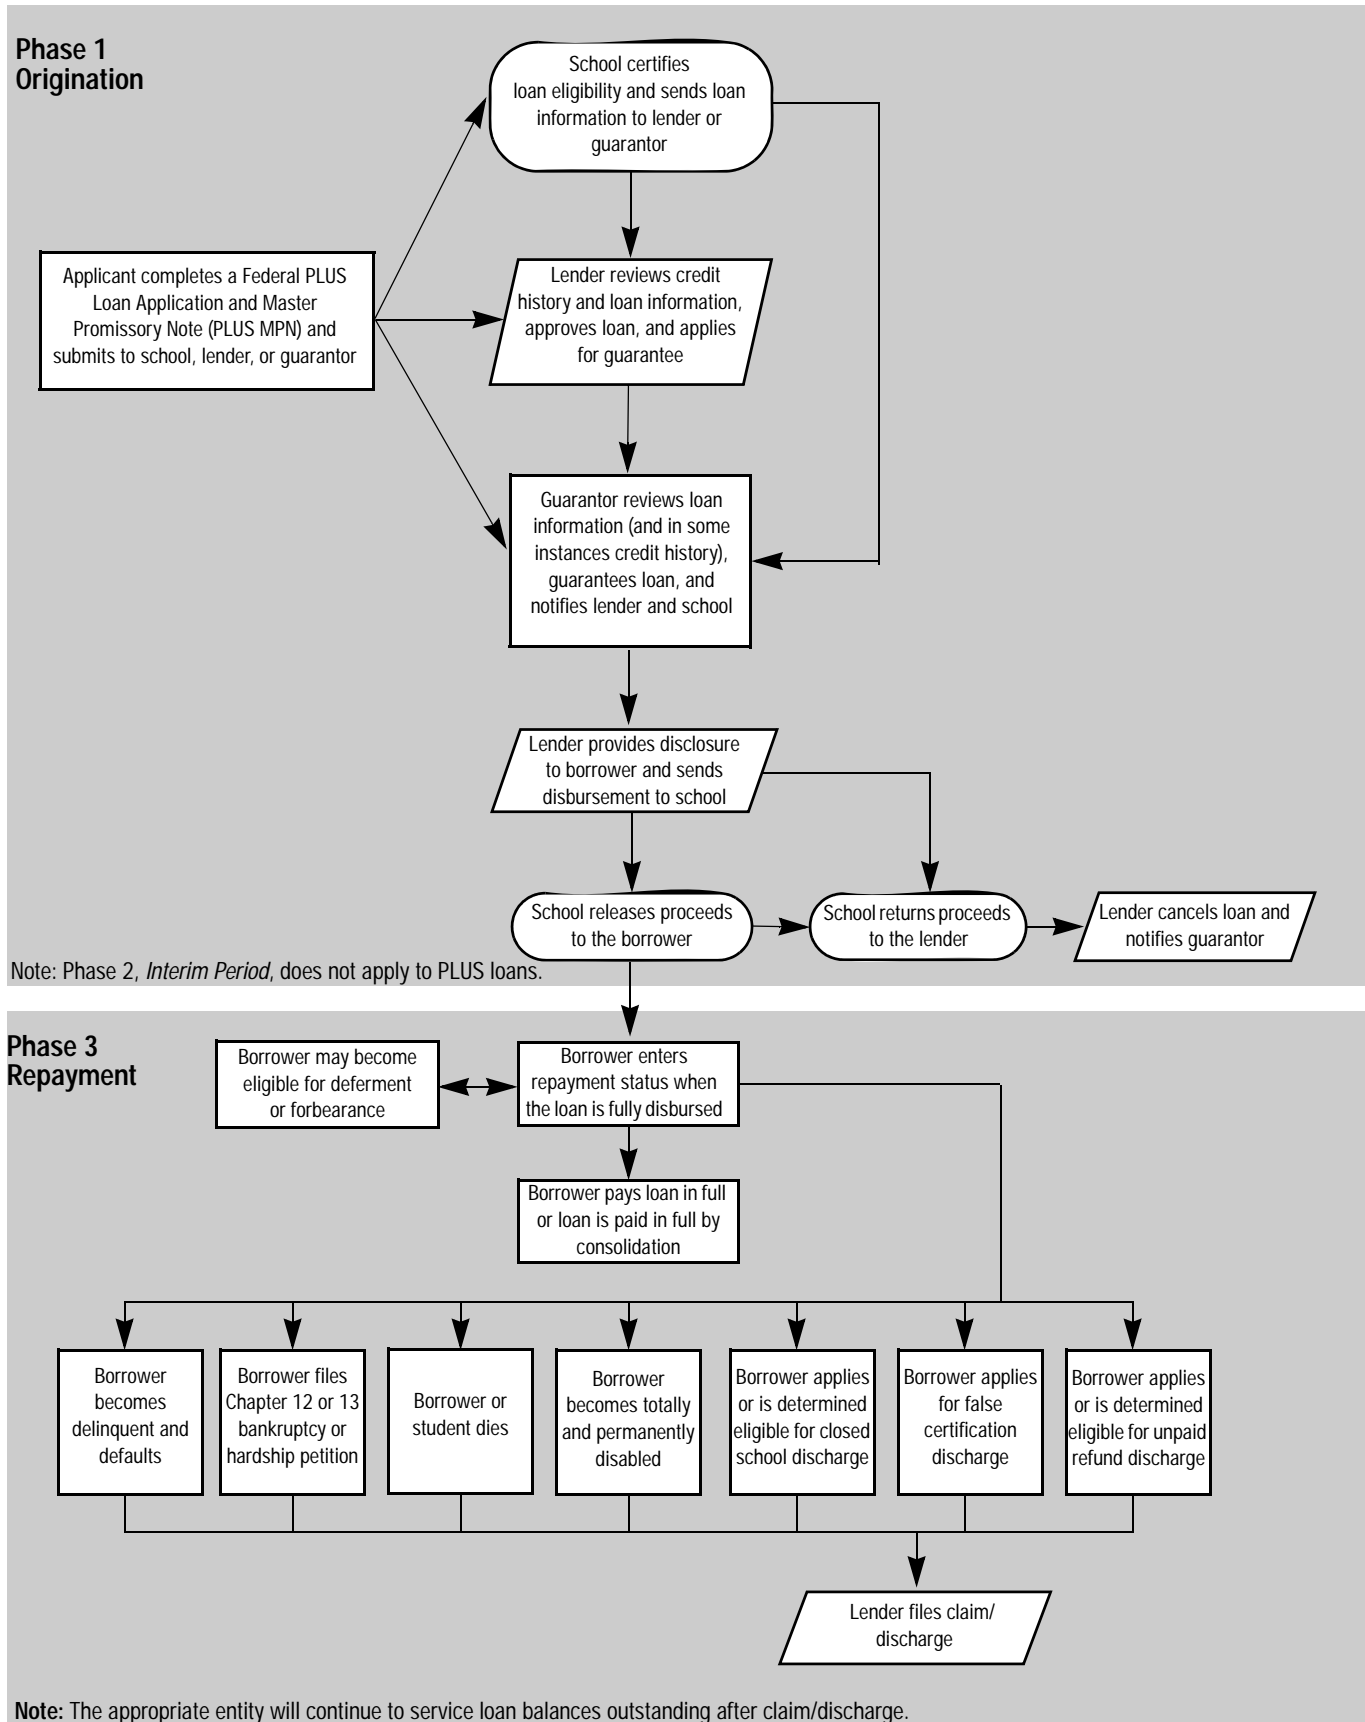 Phase 1
Origination
School certifies
loan eligibility and sends loan
information to lender or
guarantor
Applicant completes a Federal PLUS
Loan Application and Master
Promissory Note (PLUS MPN) and
submits to school, lender, or guarantor
Lender reviews credit
history and loan information,
approves loan, and applies
for guarantee
Guarantor reviews loan
information (and in some
instances credit history),
guarantees loan, and
notifies lender and school
Lender provides disclosure
to borrower and sends
disbursement to school
School releases proceeds
to the borrower
School returns proceeds
to the lender
Lender cancels loan and
notifies guarantor
Note: Phase 2, Interim Period, does not apply to PLUS loans.
Phase 3
Repayment
Borrower may become
eligible for deferment
or forbearance
Borrower enters
repayment status when
the loan is fully disbursed
Borrower pays loan in full
or loan is paid in full by
consolidation
Borrower
becomes
delinquent and
defaults
Borrower files
Chapter 12 or 13
bankruptcy or
hardship petition
Borrower or
student dies
Borrower
becomes totally
and permanently
disabled
Borrower applies
or is determined
eligible for closed
school discharge
Borrower applies
for false
certification
discharge
Borrower applies
or is determined
eligible for unpaid
refund discharge
Lender files claim/
discharge
Note: The appropriate entity will continue to service loan balances outstanding after claim/discharge.